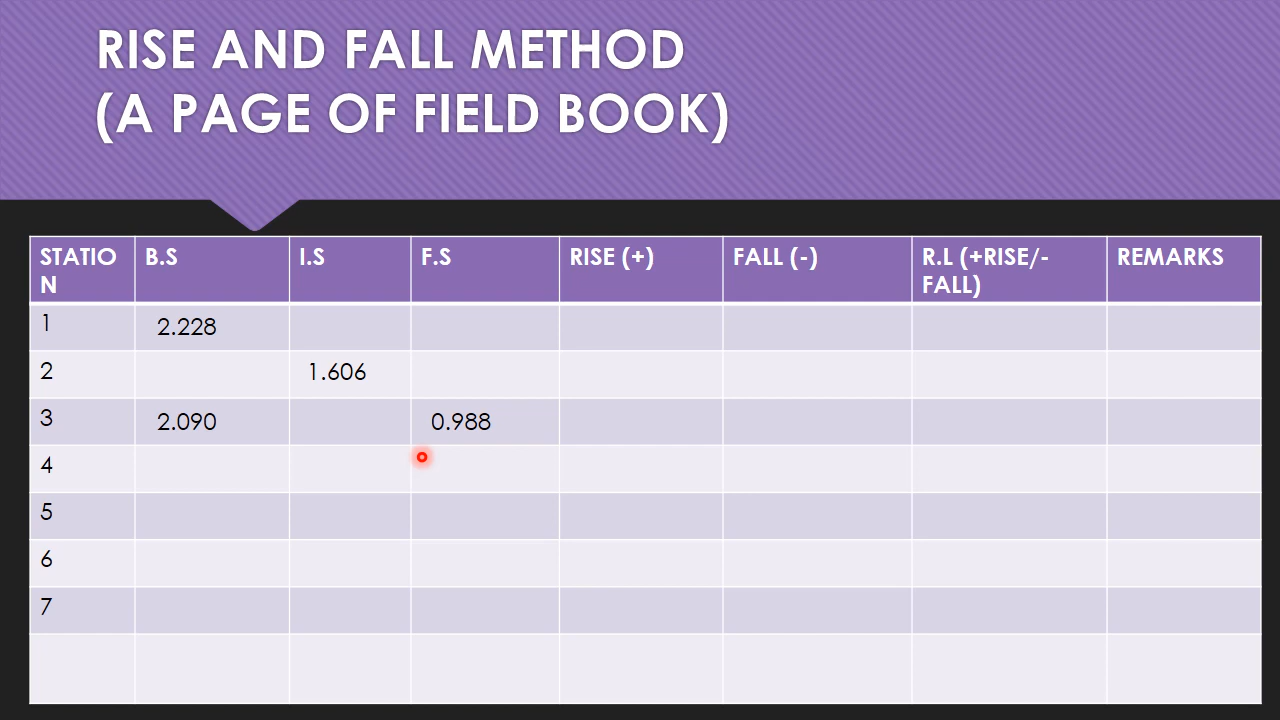 RISE AND FALL METHOD
(A PAGE OF FIELD BOOK)
STATIO
N
B.S
I.S
F.S
RISE (+)
FALL (-)
R.L (+RISE/-
FALL)
REMARKS
1
2.228
2
1.606
3
2.090
0.988
4
5
6
7